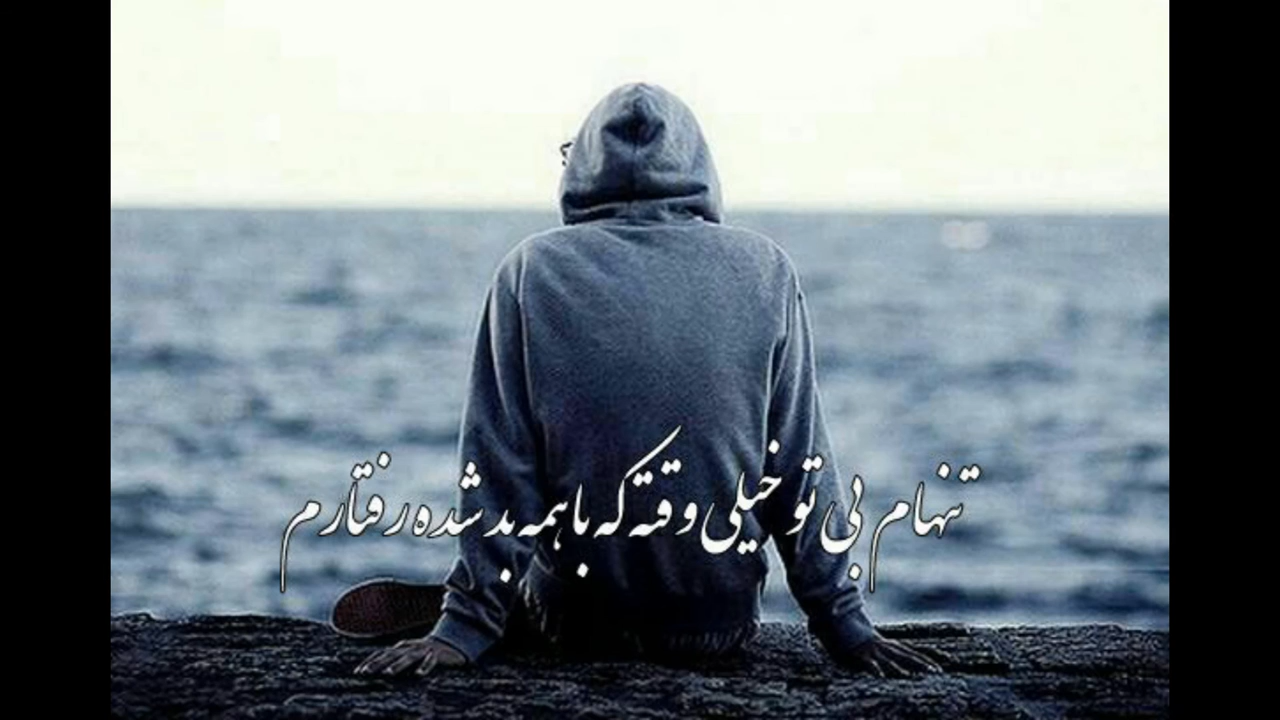 تنهام بی تو خیلی وقته که با همه بد شده رفتارم